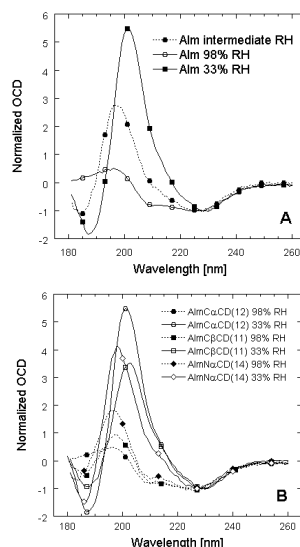 6
5
4
3
2
1
0
-1
-2
Normalized OCD
Alm intermediate RH
Alm 98% RH
Alm 33% RH
A
180 200 220 240 260
Wavelength [nm]
6
5
4
3
2
1
0
-1
-2
Normalized OCD
AlmCαCD(12) 98% RH
AlmCαCD(12) 33% RH
AlmCβCD(11) 98% RH
AlmCβCD(11) 33% RH
AlmNαCD(14) 98% RH
AlmNαCD(14) 33% RH
B
180 200 220 240 260
Wavelength [nm]